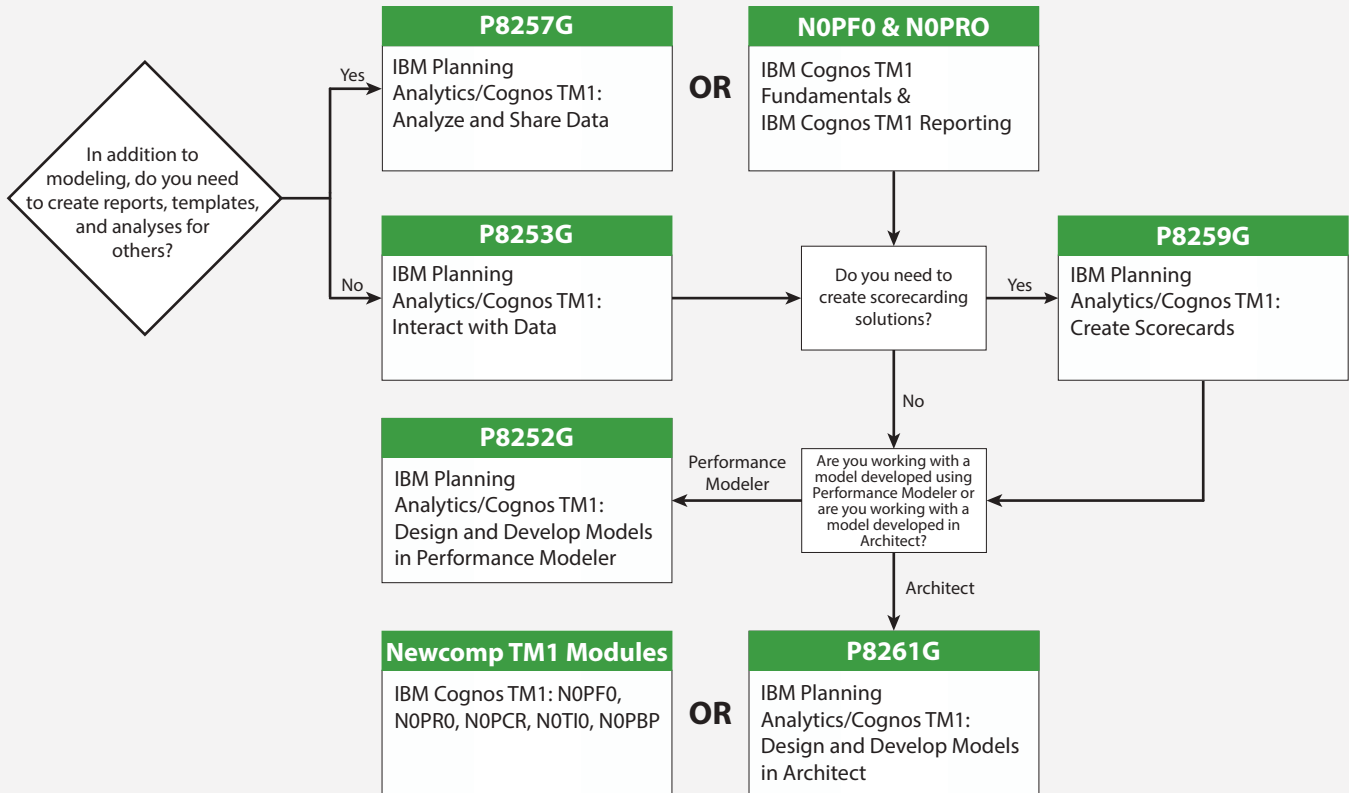 In addition to
modeling, do you need
to create reports, templates,
and analyses for
others?
Yes
No
P8257G
IBM Planning
Analytics/Cognos TM1:
Analyze and Share Data
OR
N0PF0 & N0PRO
IBM Cognos TM1
Fundamentals &
IBM Cognos TM1 Reporting
P8253G
IBM Planning
Analytics/Cognos TM1:
Interact with Data
Do you need to
create scorecarding
solutions?
Yes
P8259G
IBM Planning
Analytics/Cognos TM1:
Create Scorecards
No
Are you working with a
model developed using
Performance Modeler or
are you working with a
model developed in
Architect?
Performance
Modeler
P8252G
IBM Planning
Analytics/Cognos TM1:
Design and Develop Models
in Performance Modeler
Architect
Newcomp TM1 Modules
IBM Cognos TM1: N0PF0,
N0PR0, N0PCR, N0TI0, N0PBP
OR
P8261G
IBM Planning
Analytics/Cognos TM1:
Design and Develop Models
in Architect